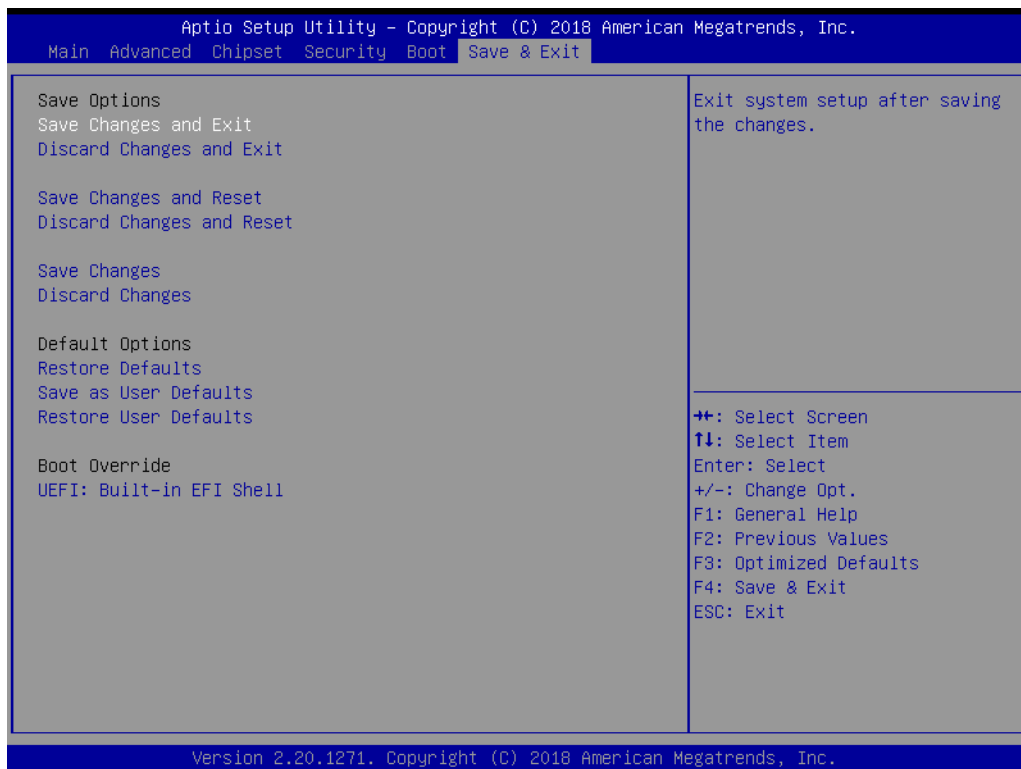 Aptio Setup Utility – Copyright (C) 2018 American Megatrends, Inc.
Main Advanced Chipset Security Boot Save & Exit
Save Options
Save Changes and Exit
Discard Changes and Exit
Save Changes and Reset
Discard Changes and Reset
Save Changes
Discard Changes
Default Options
Restore Defaults
Save as User Defaults
Restore User Defaults
Boot Override
UEFI: Built-in EFI Shell
Exit system setup after saving
the changes.
→←: Select Screen
↑↓: Select Item
Enter: Select
+/-: Change Opt.
F1: General Help
F2: Previous Values
F3: Optimized Defaults
F4: Save & Exit
ESC: Exit
Version 2.20.1271. Copyright (C) 2018 American Megatrends, Inc.